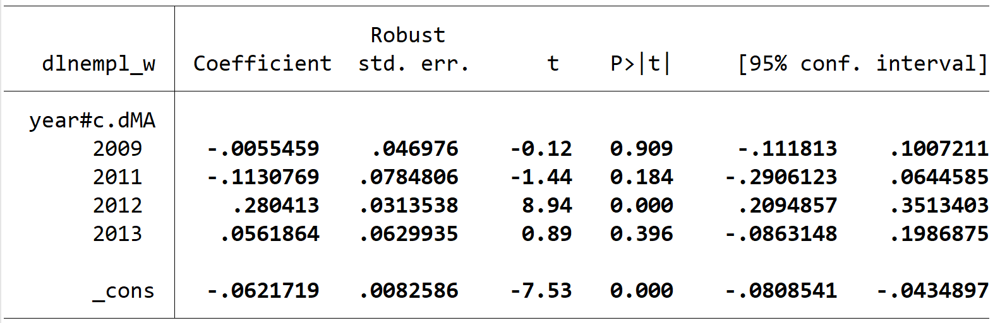 Robust
dlnempl_w Coefficient std. err. t P>|t| [95% conf. interval]
year#c.dMA
2009 -.0055459 .046976 -0.12 0.909 -.111813 .1007211
2011 -.1130769 .0784806 -1.44 0.184 -.2906123 .0644585
2012 .280413 .0313538 8.94 0.000 .2094857 .3513403
2013 .0561864 .0629935 0.89 0.396 -.0863148 .1986875
_cons -.0621719 .0082586 -7.53 0.000 -.0808541 -.0434897